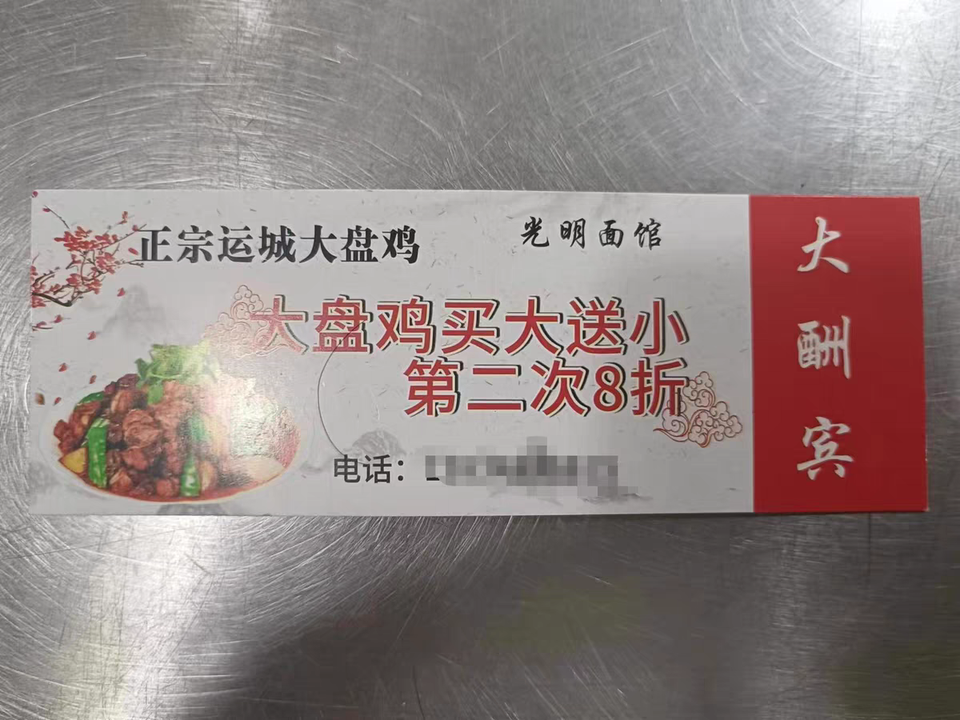 正宗运城大盘鸡
光明面馆
大盘鸡买大送小
第二次8折
电话：
大酬宾